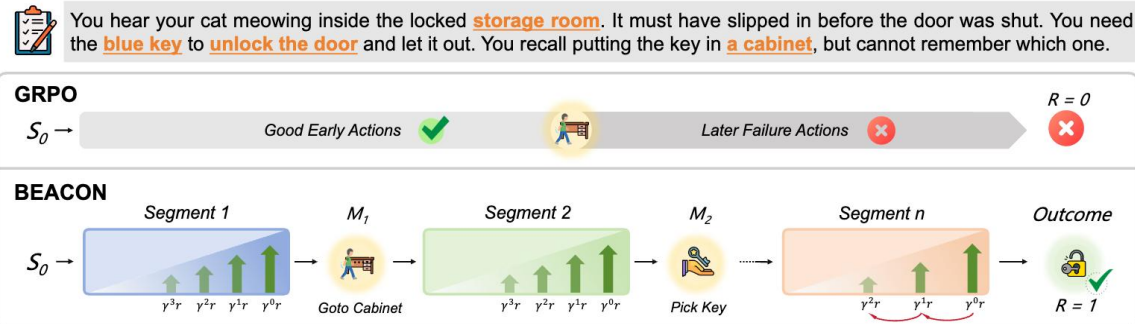 You hear your cat meowing inside the locked storage room. It must have slipped in before the door was shut. You need
the blue key to unlock the door and let it out. You recall putting the key in a cabinet, but cannot remember which one.
GRPO
R = 0
S₀
Good Early Actions
Later Failure Actions
BEACON
Segment 1
M₁
Segment 2
M₂
Segment n
Outcome
S₀
γ³r γ²r γ¹r γ⁰r
Goto Cabinet
γ³r γ²r γ¹r γ⁰r
Pick Key
γ²r γ¹r γ⁰r
R = 1